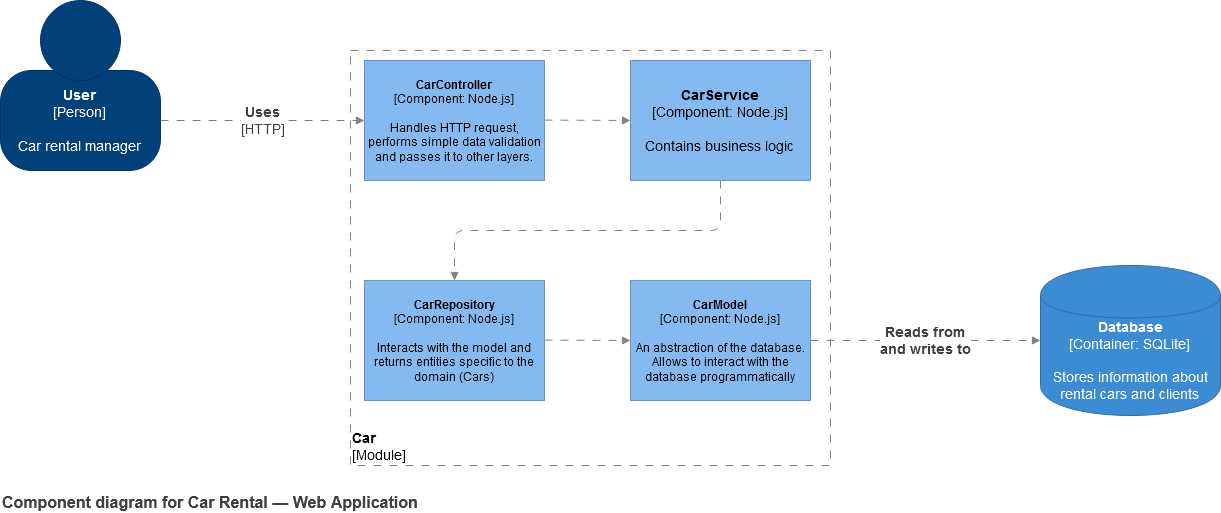 User
[Person]
Car rental manager
Uses
[HTTP]
CarController
[Component: Node.js]
Handles HTTP request,
performs simple data validation
and passes it to other layers.
CarService
[Component: Node.js]
Contains business logic
CarRepository
[Component: Node.js]
Interacts with the model and
returns entities specific to the
domain (Cars)
CarModel
[Component: Node.js]
An abstraction of the database.
Allows to interact with the
database programmatically
Reads from
and writes to
Database
[Container: SQLite]
Stores information about
rental cars and clients
Car
[Module]
Component diagram for Car Rental — Web Application